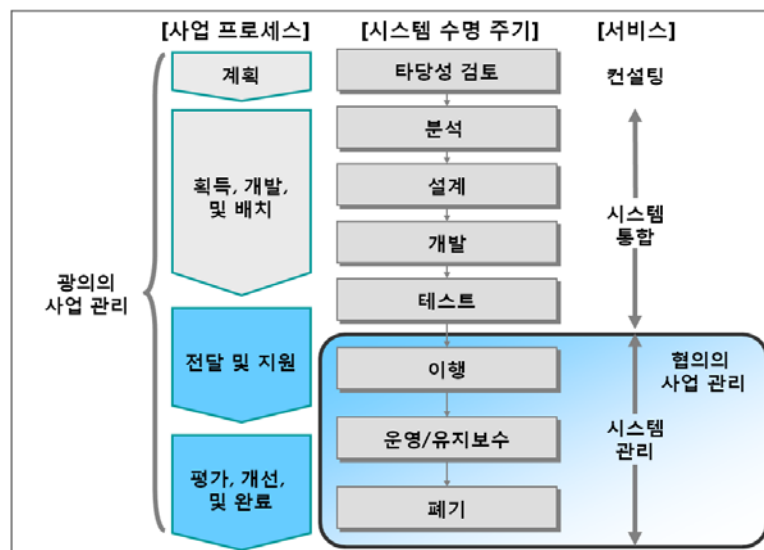 [사업 프로세스]
[시스템 수명 주기]
[서비스]
계획
타당성 검토
컨설팅
분석
획득, 개발,
및 배치
설계
시스템
통합
개발
광의의
사업 관리
테스트
전달 및 지원
이행
협의의
사업 관리
운영/유지보수
시스템
관리
평가, 개선,
및 완료
폐기